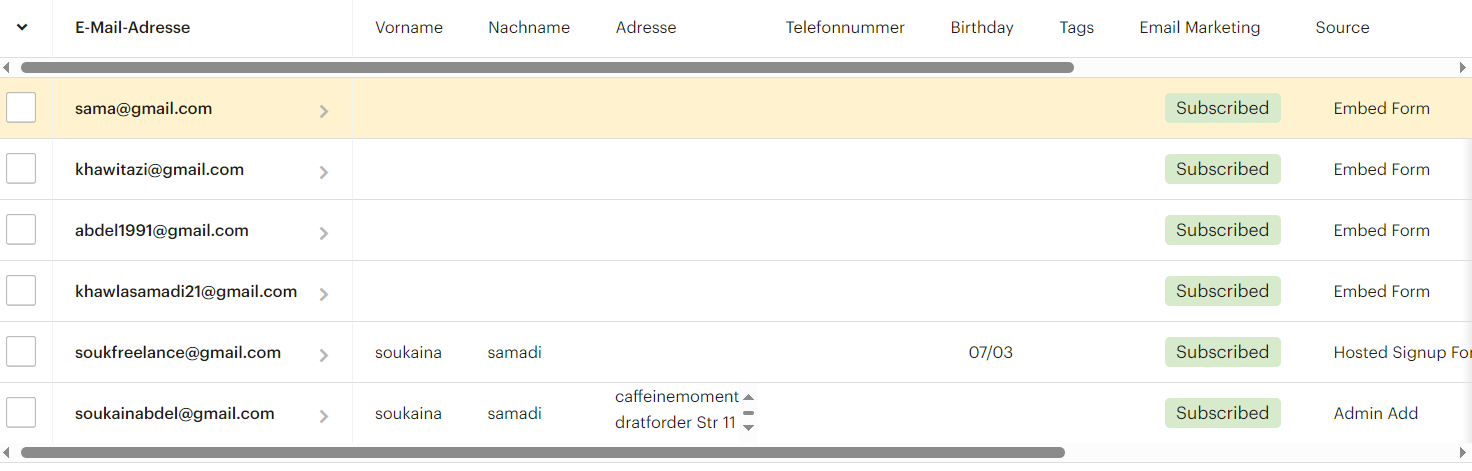 E-Mail-Adresse Vorname Nachname Adresse Telefonnummer Birthday Tags Email Marketing Source
sama@gmail.com Subscribed Embed Form
khawitazi@gmail.com Subscribed Embed Form
abdel1991@gmail.com Subscribed Embed Form
khawlasamadi21@gmail.com Subscribed Embed Form
soukfreelance@gmail.com soukaina samadi 07/03 Subscribed Hosted Signup For
caffeinemoment
soukainabdel@gmail.com soukaina samadi Subscribed Admin Add
dratforder Str 11